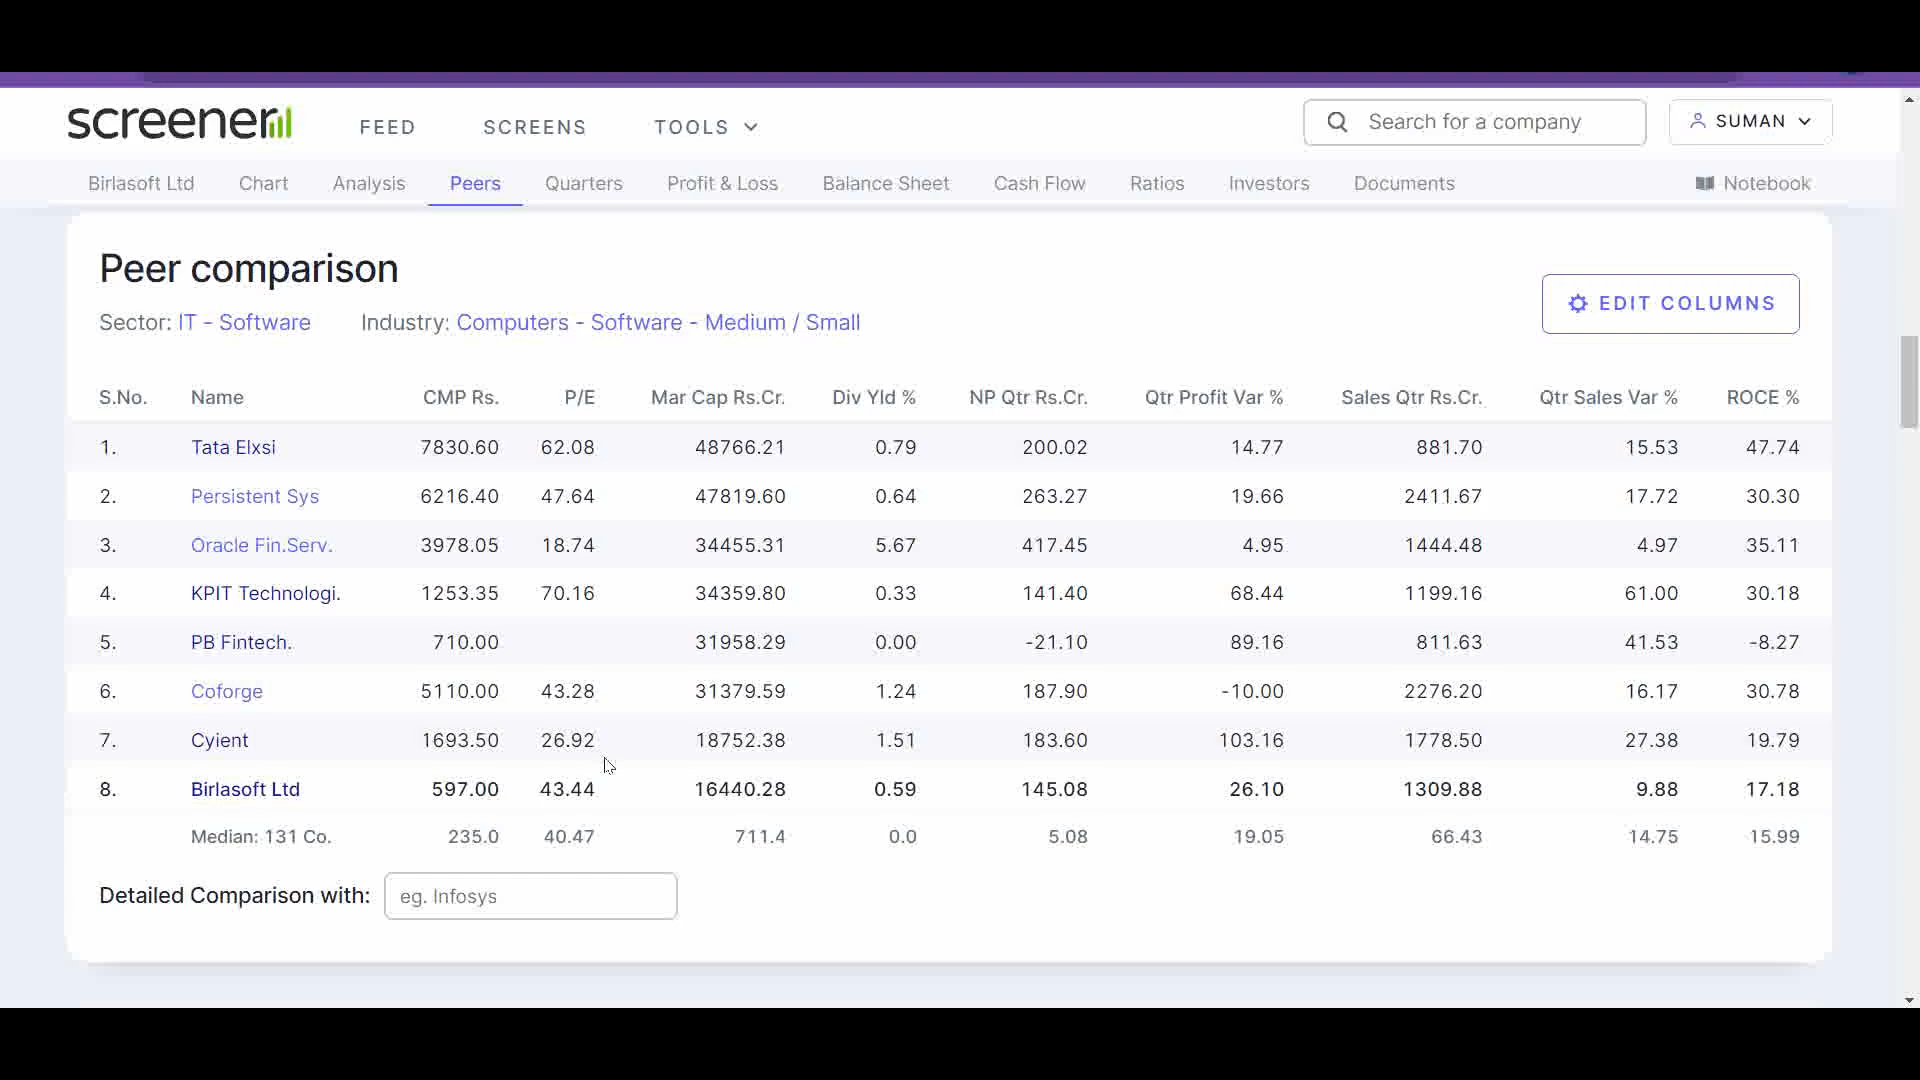 screener FEED SCREENS TOOLS Search for a company SUMAN
Birlasoft Ltd Chart Analysis Peers Quarters Profit & Loss Balance Sheet Cash Flow Ratios Investors Documents Notebook
Peer comparison
EDIT COLUMNS
Sector: IT - Software Industry: Computers - Software - Medium / Small
S.No. Name CMP Rs. P/E Mar Cap Rs.Cr. Div Yld % NP Qtr Rs.Cr. Qtr Profit Var % Sales Qtr Rs.Cr. Qtr Sales Var % ROCE %
1. Tata Elxsi 7830.60 62.08 48766.21 0.79 200.02 14.77 881.70 15.53 47.74
2. Persistent Sys 6216.40 47.64 47819.60 0.64 263.27 19.66 2411.67 17.72 30.30
3. Oracle Fin.Serv. 3978.05 18.74 34455.31 5.67 417.45 4.95 1444.48 4.97 35.11
4. KPIT Technologi. 1253.35 70.16 34359.80 0.33 141.40 68.44 1199.16 61.00 30.18
5. PB Fintech. 710.00 31958.29 0.00 -21.10 89.16 811.63 41.53 -8.27
6. Coforge 5110.00 43.28 31379.59 1.24 187.90 -10.00 2276.20 16.17 30.78
7. Cyient 1693.50 26.92 18752.38 1.51 183.60 103.16 1778.50 27.38 19.79
8. Birlasoft Ltd 597.00 43.44 16440.28 0.59 145.08 26.10 1309.88 9.88 17.18
Median: 131 Co. 235.0 40.47 711.4 0.0 5.08 19.05 66.43 14.75 15.99
Detailed Comparison with: eg. Infosys